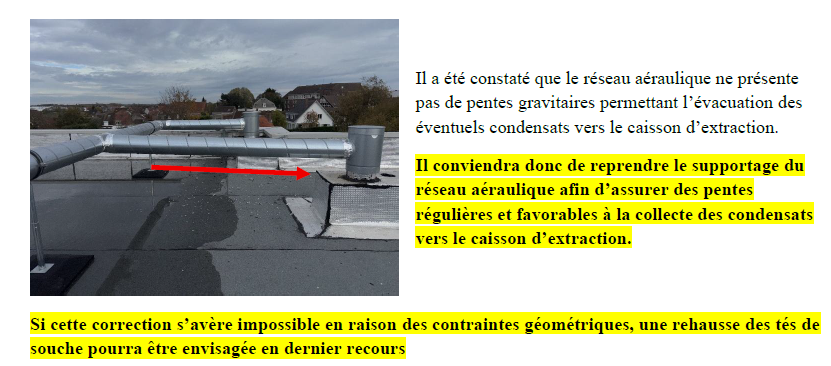 Il a été constaté que le réseau aéraulique ne présente
pas de pentes gravitaires permettant l’évacuation des
éventuels condensats vers le caisson d’extraction.
Il conviendra donc de reprendre le supportage du
réseau aéraulique afin d’assurer des pentes
régulières et favorables à la collecte des condensats
vers le caisson d’extraction.
Si cette correction s’avère impossible en raison des contraintes géométriques, une rehausse des tés de
souche pourra être envisagée en dernier recours